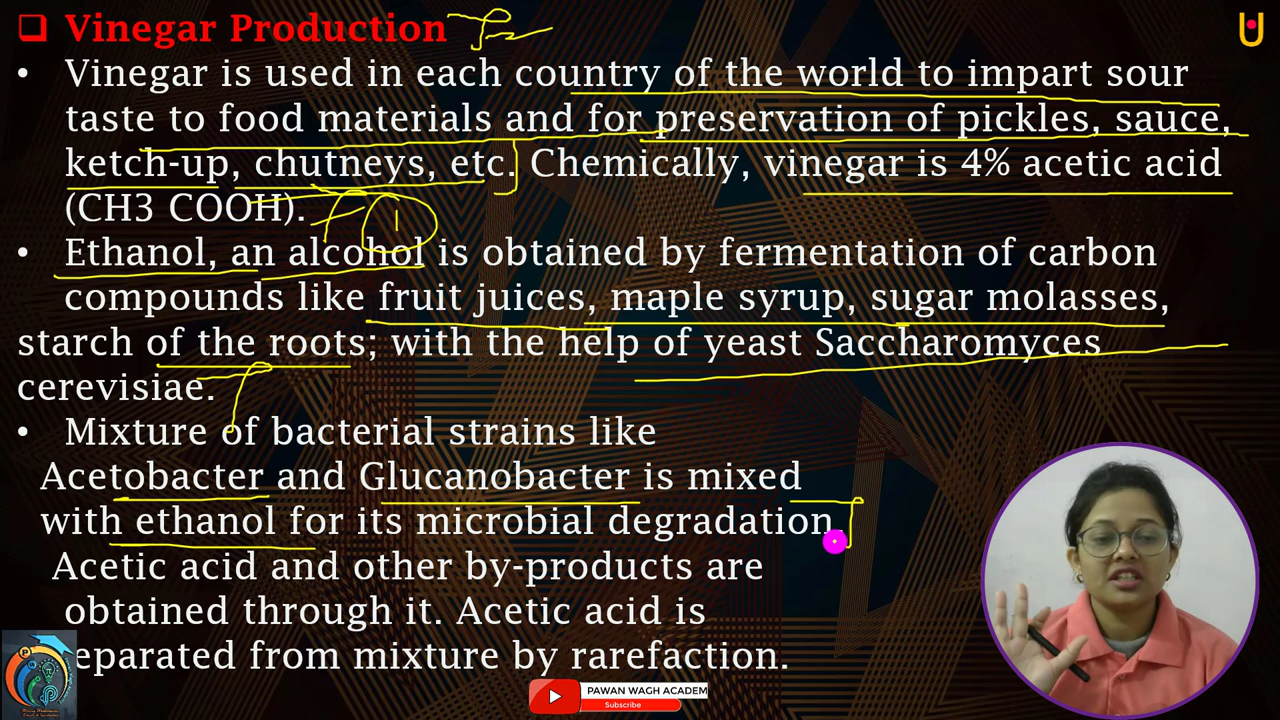 ❑ Vinegar Production
• Vinegar is used in each country of the world to impart sour
taste to food materials and for preservation of pickles, sauce,
ketch-up, chutneys, etc. Chemically, vinegar is 4% acetic acid
(CH3 COOH).
• Ethanol, an alcohol is obtained by fermentation of carbon
compounds like fruit juices, maple syrup, sugar molasses,
starch of the roots; with the help of yeast Saccharomyces
cerevisiae.
• Mixture of bacterial strains like
Acetobacter and Glucanobacter is mixed
with ethanol for its microbial degradation.
Acetic acid and other by-products are
obtained through it. Acetic acid is
eparated from mixture by rarefaction.
PAWAN WAGH ACADEM
Subscribe